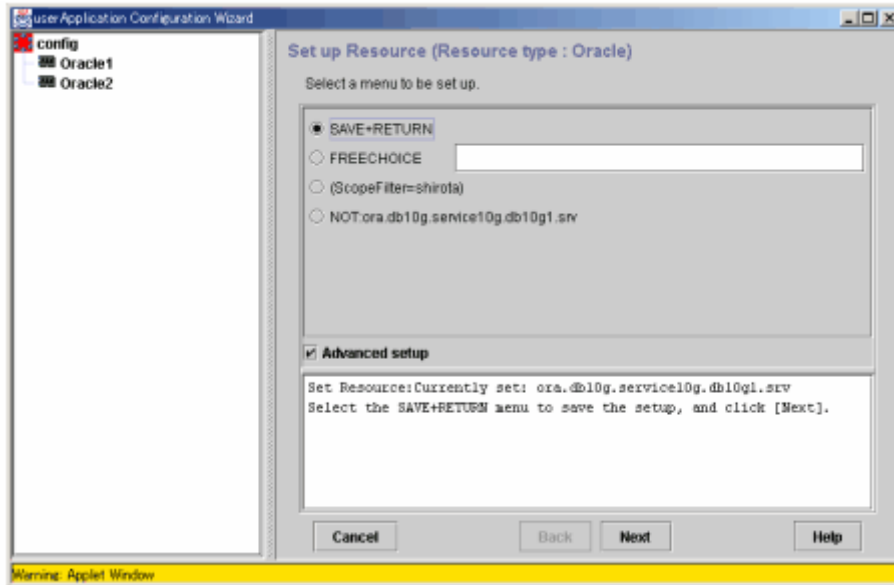 userApplication Configuration Wizard
config
Oracle1
Oracle2
Set up Resource (Resource type : Oracle)
Select a menu to be set up.
SAVE+RETURN
FREECHOICE
(ScopeFilter=shirota)
NOT:ora.db10g.service10g.db10g1.srv
Advanced setup
Set Resource:Currently set: ora.db10g.service10g.db10g1.srv
Select the SAVE+RETURN menu to save the setup, and click [Next].
Cancel Back Next Help
Warning: Applet Window